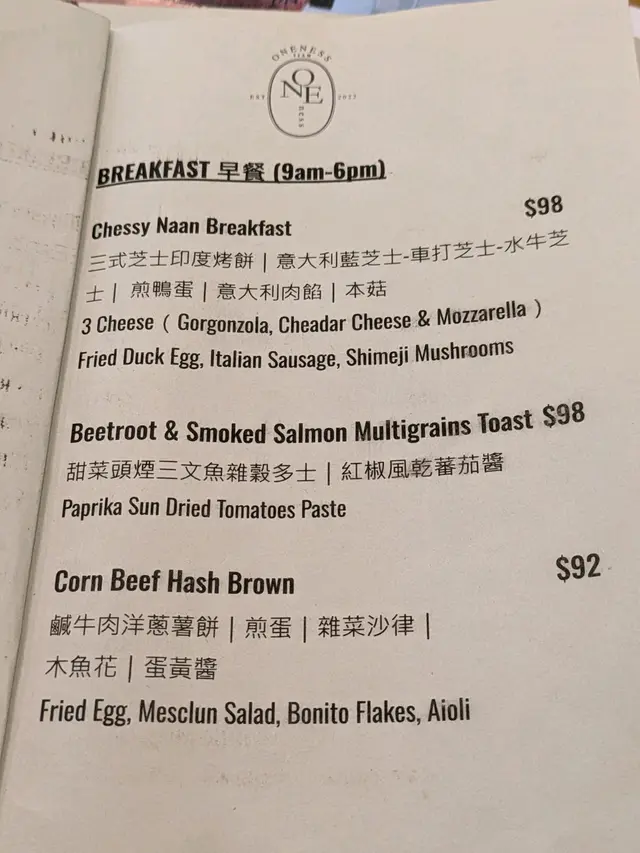 ONENESS
TEAM
ONE
NESS
EST 2022
BREAKFAST 早餐 (9am-6pm)
Chessy Naan Breakfast $98
三式芝士印度烤餅 | 意大利藍芝士-車打芝士-水牛芝
士 | 煎鴨蛋 | 意大利肉餡 | 本菇
3 Cheese ( Gorgonzola, Cheadar Cheese & Mozzarella )
Fried Duck Egg, Italian Sausage, Shimeji Mushrooms
Beetroot & Smoked Salmon Multigrains Toast $98
甜菜頭煙三文魚雜穀多士 | 紅椒風乾蕃茄醬
Paprika Sun Dried Tomatoes Paste
Corn Beef Hash Brown $92
鹹牛肉洋蔥薯餅 | 煎蛋 | 雜菜沙律 |
木魚花 | 蛋黃醬
Fried Egg, Mesclun Salad, Bonito Flakes, Aioli